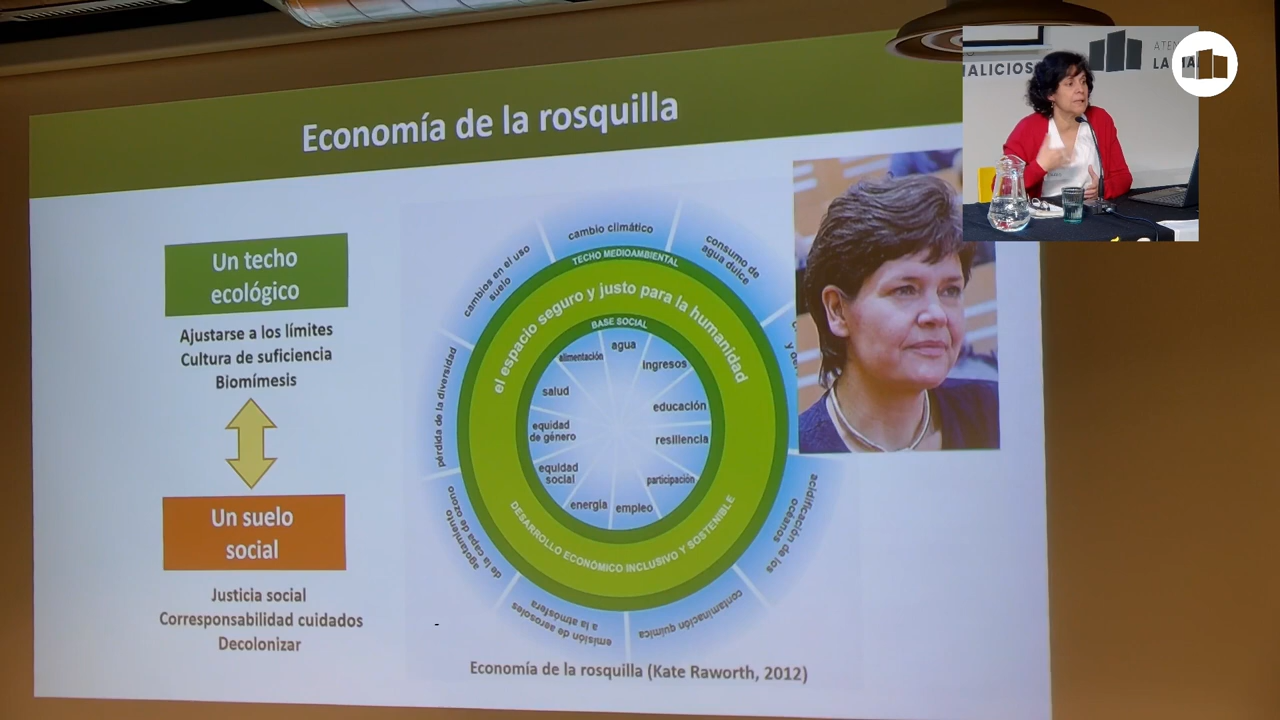 Economía de la rosquilla
MALICIOS
LA MA
Un techo
ecológico
Ajustarse a los límites
Cultura de suficiencia
Biomímesis
Un suelo
social
Justicia social
Corresponsabilidad cuidados
Decolonizar
cambio climático
consumo de
agua dulce
cambios en el uso
suelo
pérdida de la diversidad
agotamiento
de la capa de ozono
emisión de aerosoles
a la atmósfera
contaminación química
acidificación de los
océanos
TECHO MEDIOAMBIENTAL
el espacio seguro y justo para la humanidad
BASE SOCIAL
agua
ingresos
educación
resiliencia
participación
empleo
energía
equidad
social
equidad
de género
salud
alimentación
DESARROLLO ECONÓMICO INCLUSIVO Y SOSTENIBLE
Economía de la rosquilla (Kate Raworth, 2012)